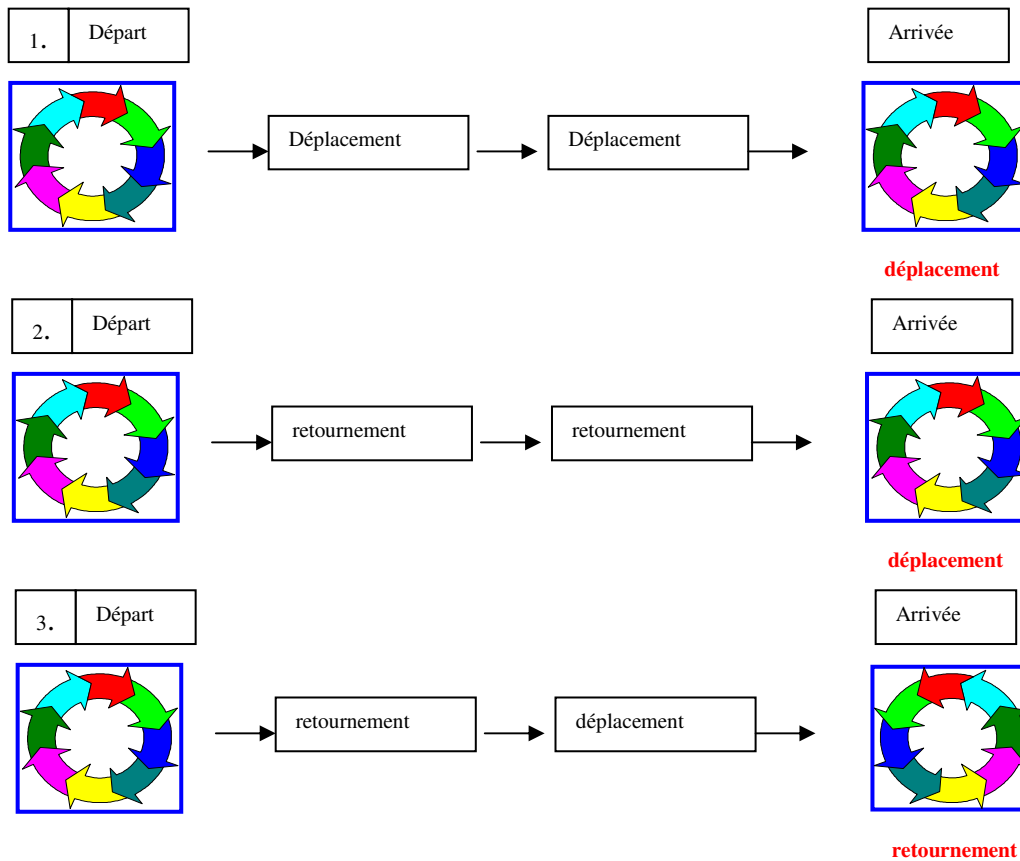 1. Départ Arrivée
Déplacement Déplacement
déplacement
2. Départ Arrivée
retournement retournement
déplacement
3. Départ Arrivée
retournement déplacement
retournement